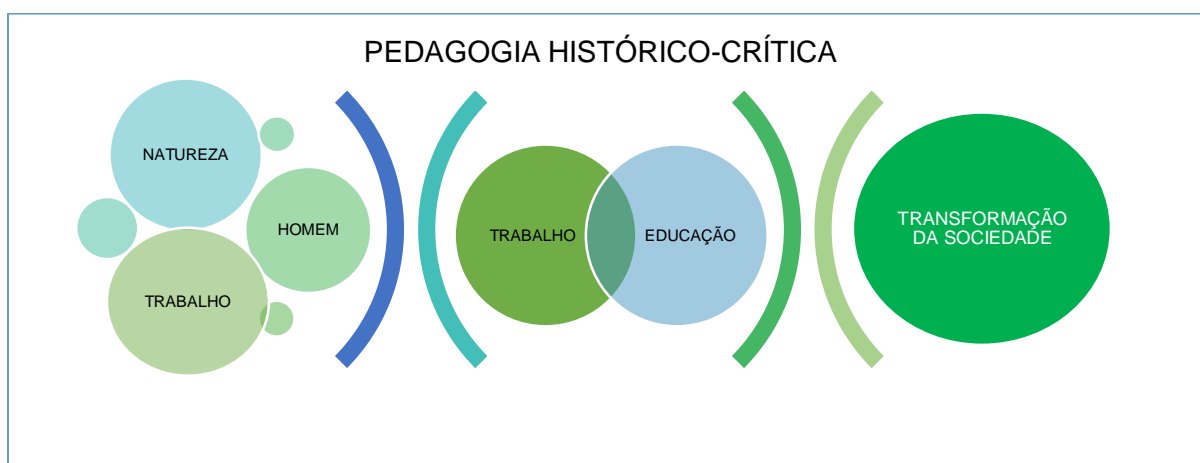 PEDAGOGIA HISTÓRICO-CRÍTICA
NATUREZA
HOMEM
TRABALHO
TRABALHO
EDUCAÇÃO
TRANSFORMAÇÃO
DA SOCIEDADE